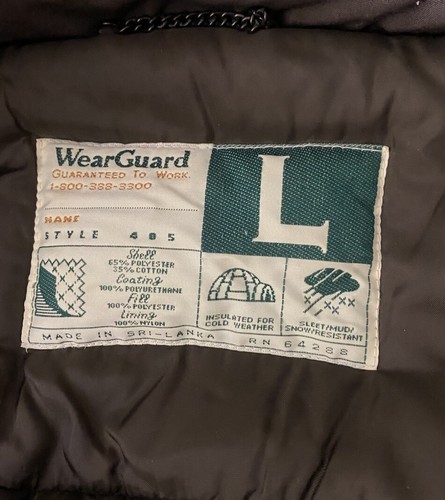 WearGuard
GUARANTEED TO WORK.
1-800-388-3300
L
NAME
STYLE 405
Shell
65% POLYESTER
35% COTTON
Coating
100% POLYURETHANE
Fill
100% POLYESTER
Lining
100% NYLON
INSULATED FOR
COLD WEATHER
SLEET/MUD/
SNOW/RESISTANT
MADE IN SRI-LANKA RN 64288